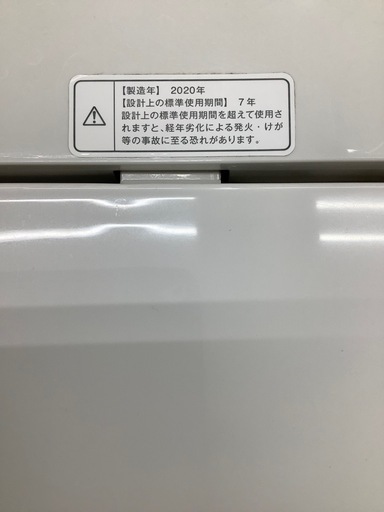 【製造年】 2020年
【設計上の標準使用期間】 7年
設計上の標準使用期間を超えて使用さ
れますと、経年劣化による発火・けが
等の事故に至る恐れがあります。